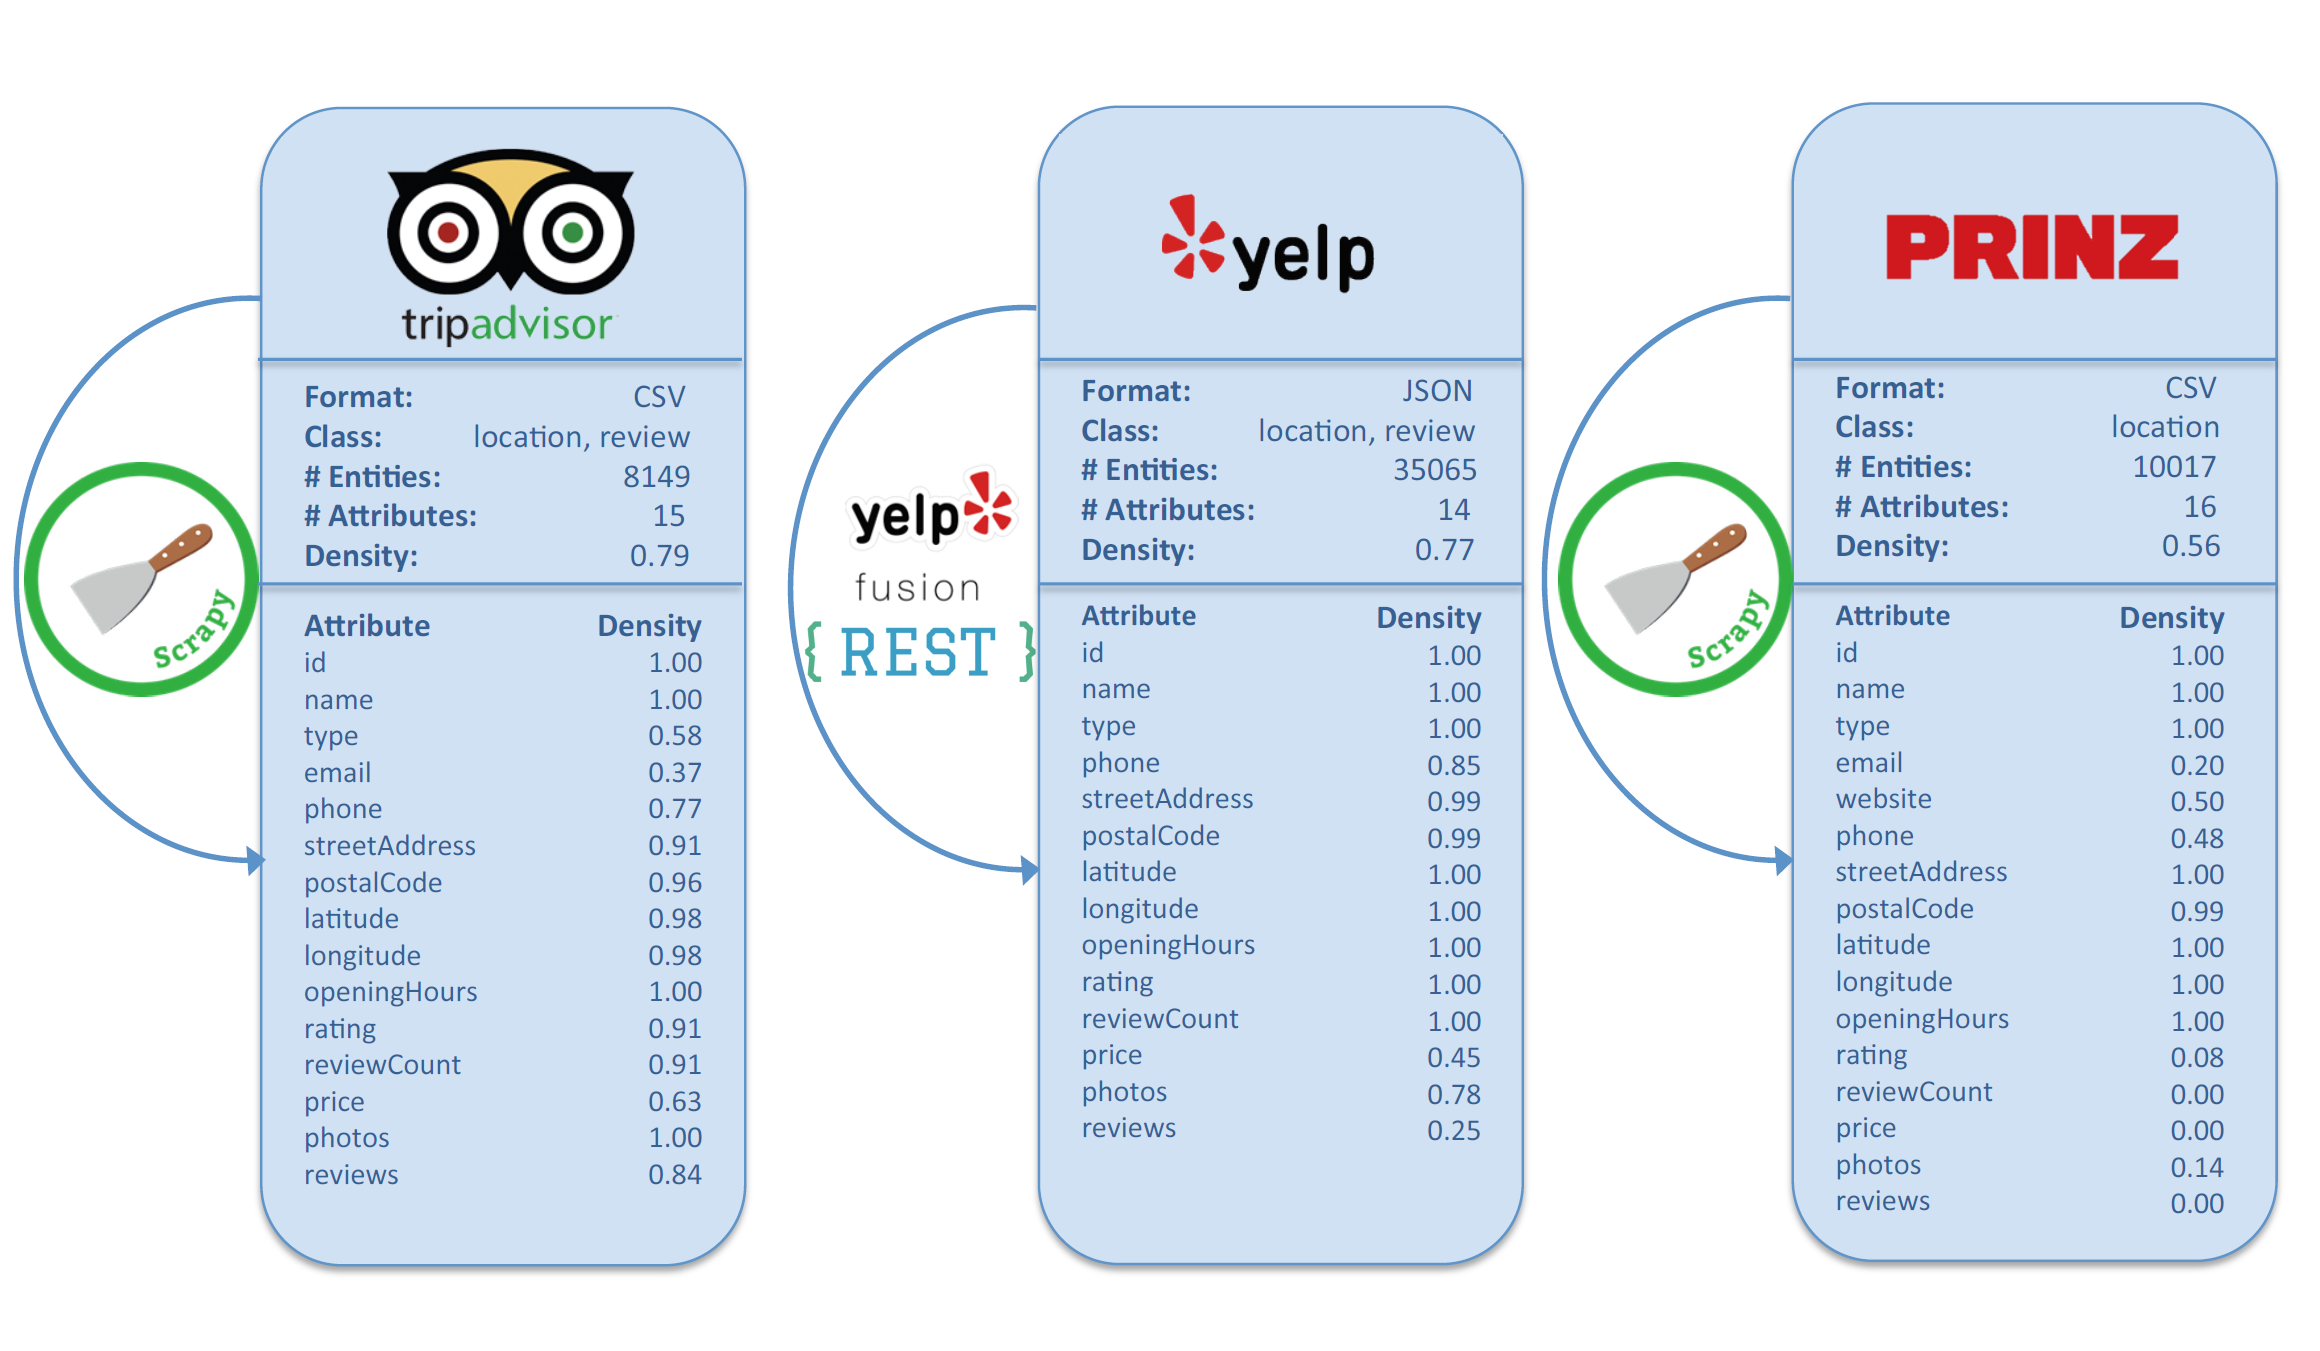 tripadvisor
Format: CSV
Class: location, review
# Entities: 8149
# Attributes: 15
Density: 0.79
Scrapy
Attribute Density
id 1.00
name 1.00
type 0.58
email 0.37
phone 0.77
streetAddress 0.91
postalCode 0.96
latitude 0.98
longitude 0.98
openingHours 1.00
rating 0.91
reviewCount 0.91
price 0.63
photos 1.00
reviews 0.84
yelp
Format: JSON
Class: location, review
# Entities: 35065
# Attributes: 14
Density: 0.77
yelp
fusion
{ REST }
Attribute Density
id 1.00
name 1.00
type 1.00
phone 0.85
streetAddress 0.99
postalCode 0.99
latitude 1.00
longitude 1.00
openingHours 1.00
rating 1.00
reviewCount 1.00
price 0.45
photos 0.78
reviews 0.25
PRINZ
Format: CSV
Class: location
# Entities: 10017
# Attributes: 16
Density: 0.56
Scrapy
Attribute Density
id 1.00
name 1.00
type 1.00
email 0.20
website 0.50
phone 0.48
streetAddress 1.00
postalCode 0.99
latitude 1.00
longitude 1.00
openingHours 1.00
rating 0.08
reviewCount 0.00
price 0.00
photos 0.14
reviews 0.00